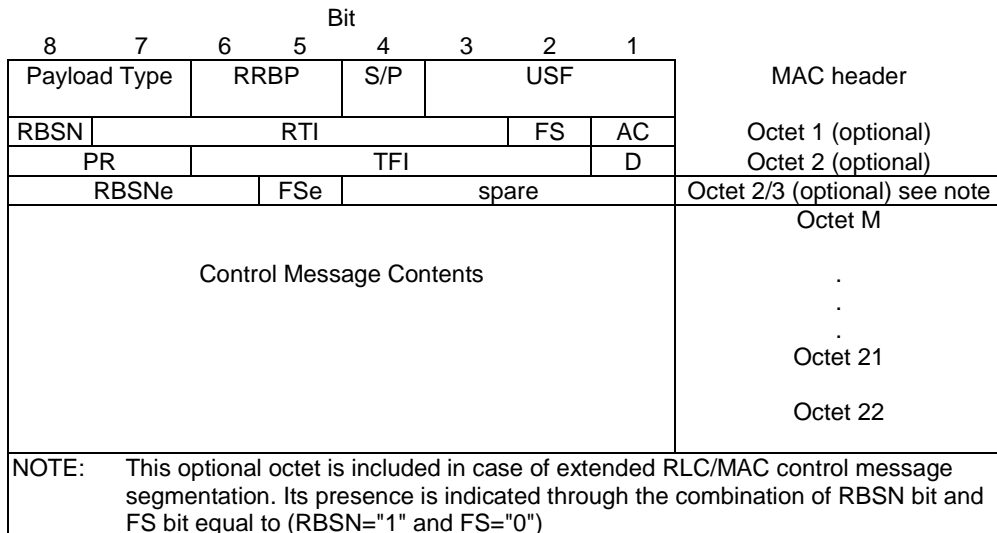 Bit
8 7 6 5 4 3 2 1
Payload Type RRBP S/P USF MAC header
RBSN RTI FS AC Octet 1 (optional)
PR TFI D Octet 2 (optional)
RBSNe FSe spare Octet 2/3 (optional) see note
Octet M
Control Message Contents .
.
.
Octet 21
Octet 22
NOTE: This optional octet is included in case of extended RLC/MAC control message
segmentation. Its presence is indicated through the combination of RBSN bit and
FS bit equal to (RBSN="1" and FS="0")